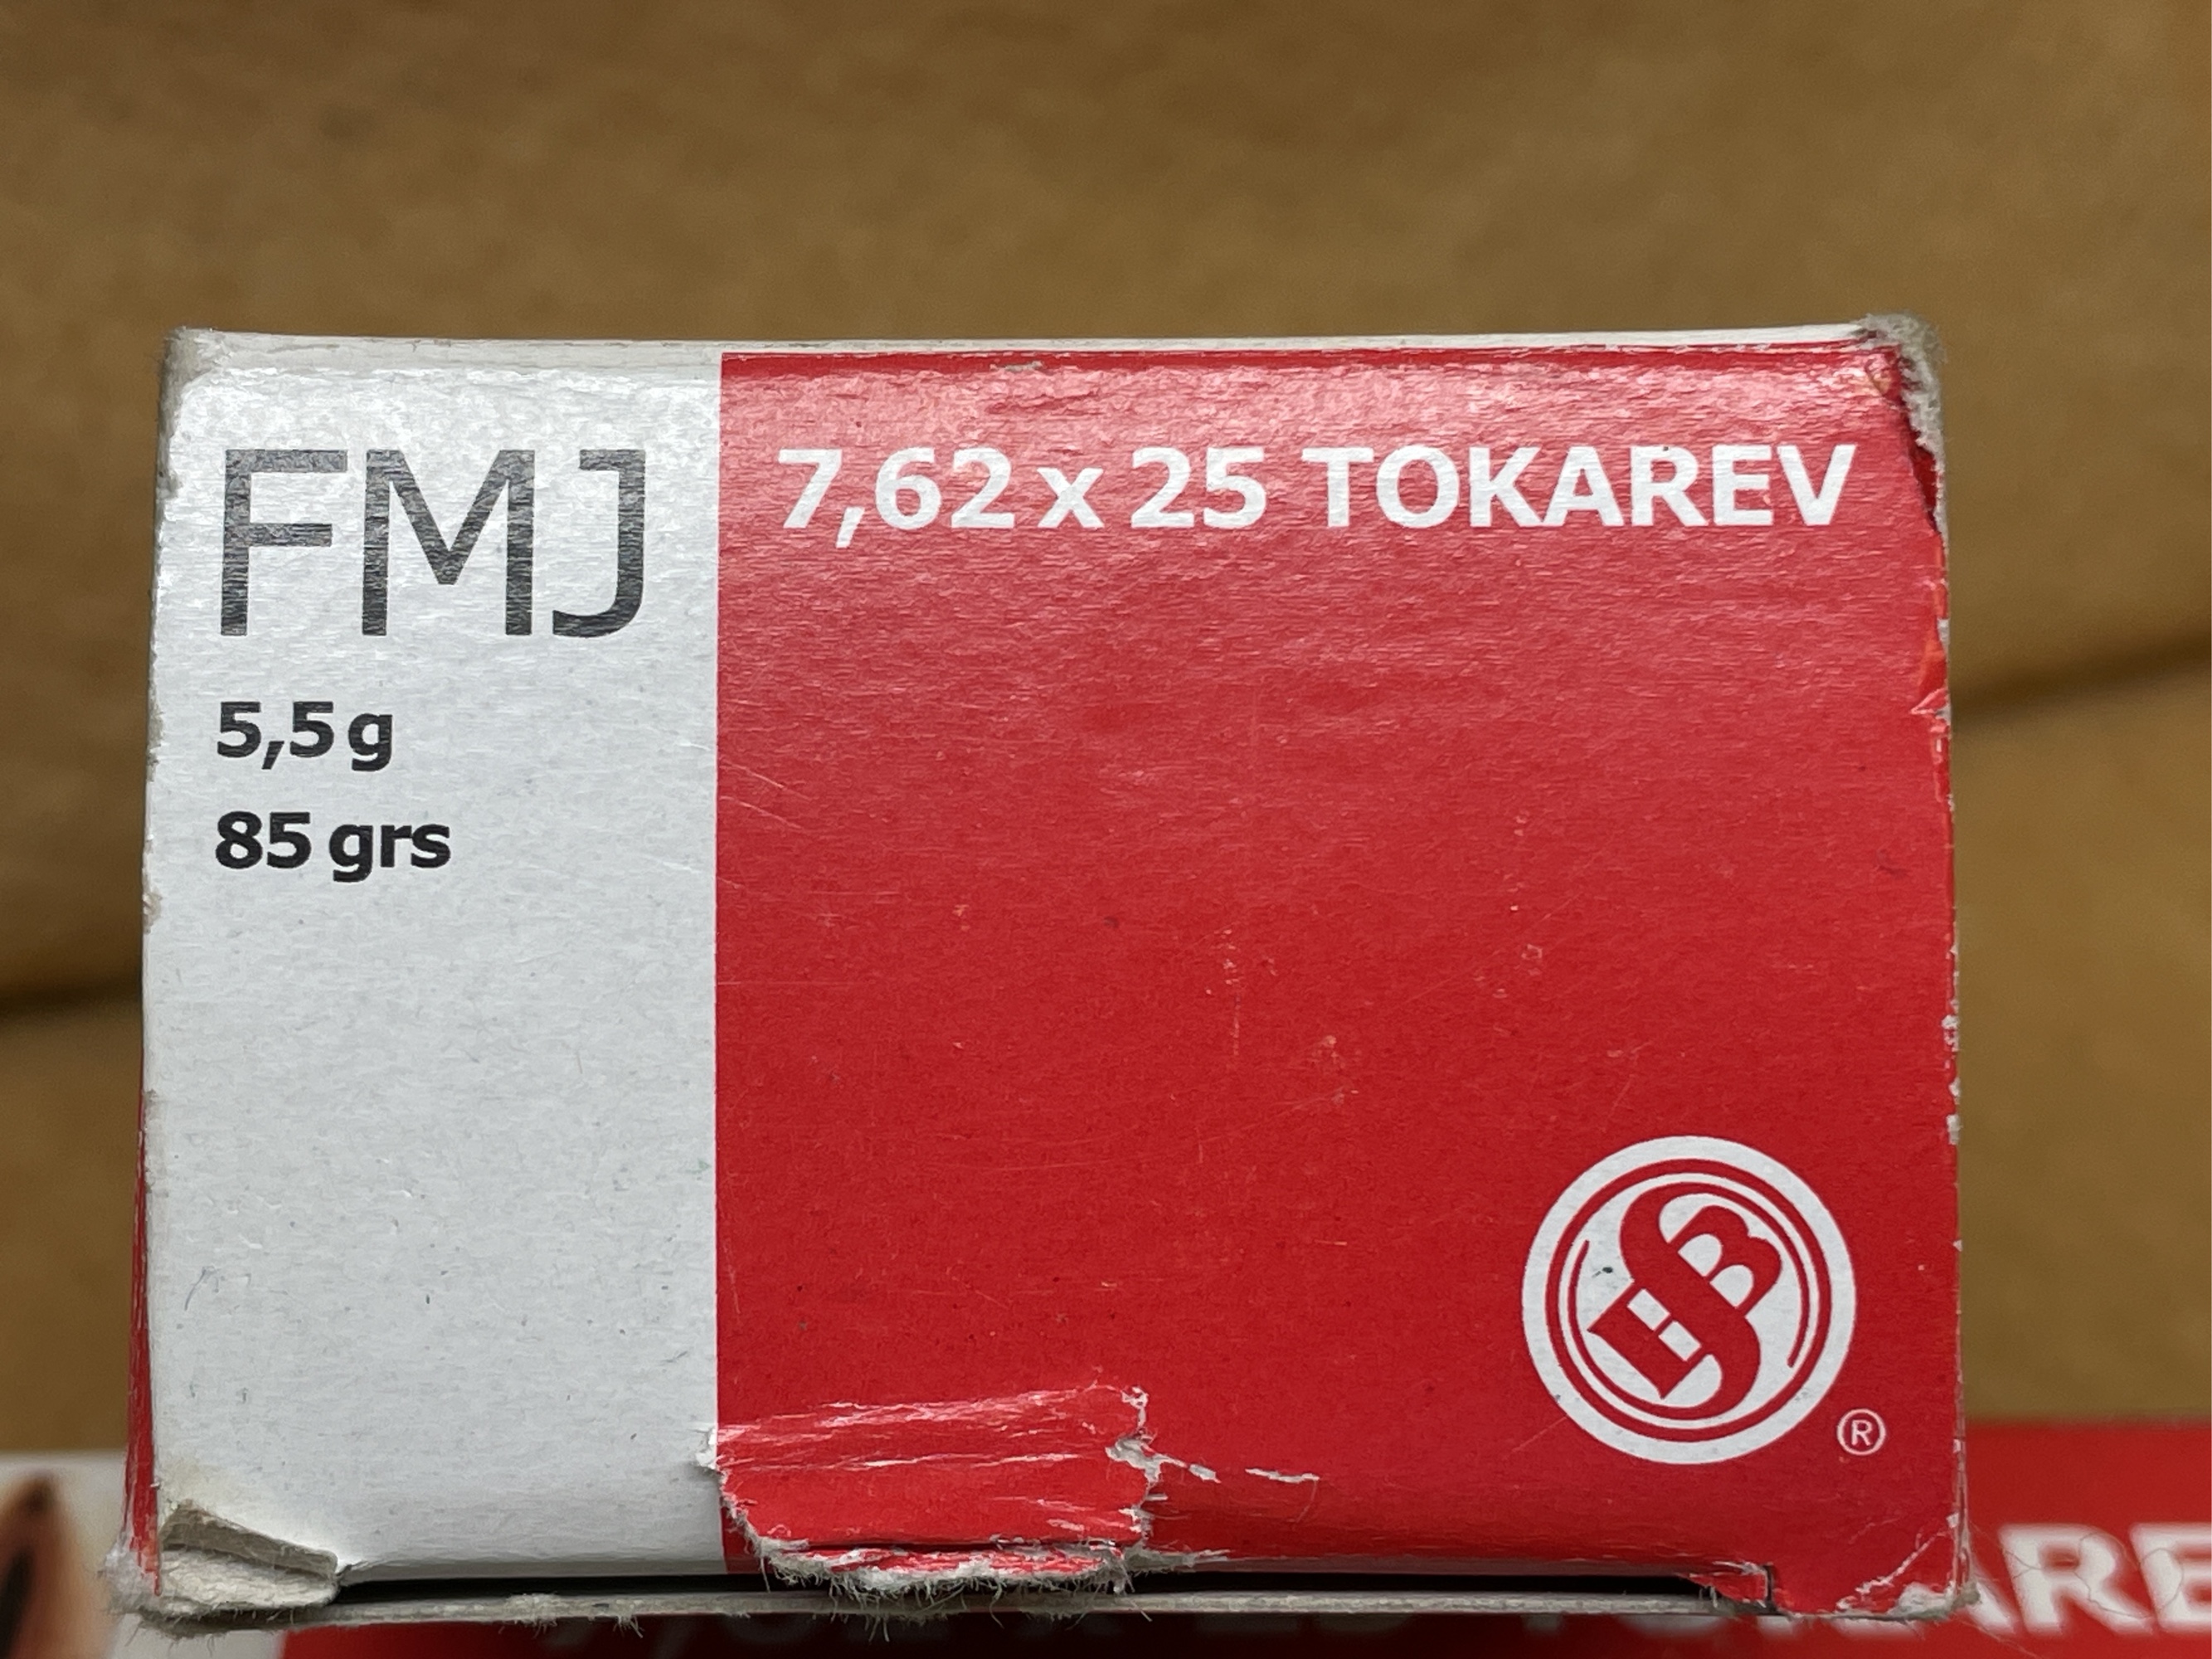 FMJ
7,62 x 25 TOKAREV
5,5 g
85 grs
S&B
®